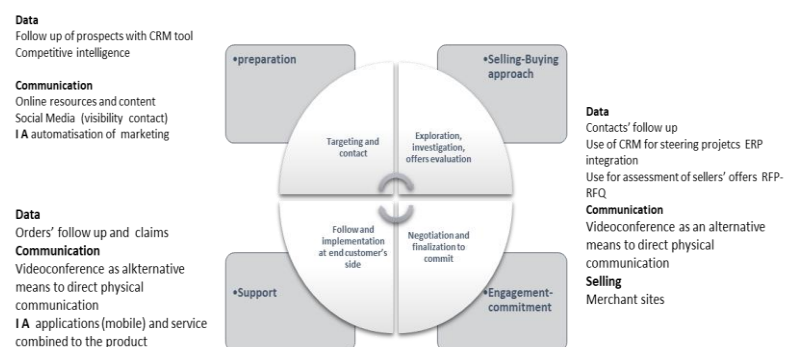 Data
Follow up of prospects with CRM tool
Competitive intelligence
Communication
Online resources and content
Social Media (visibility contact)
I A automatisation of marketing
•preparation
•Selling-Buying
approach
Targeting and
contact
Exploration,
investigation,
offers evaluation
Data
Contacts' follow up
Use of CRM for steering projetcs ERP
integration
Use for assessment of sellers' offers RFP-
RFQ
Communication
Videoconference as an alternative
means to direct physical
communication
Selling
Merchant sites
Data
Orders' follow up and claims
Communication
Videoconference as alkternative
means to direct physical
communication
I A applications (mobile) and service
combined to the product
Follow and
implementation
at end customer's
side
Negotiation and
finalization to
commit
•Support
•Engagement-
commitment